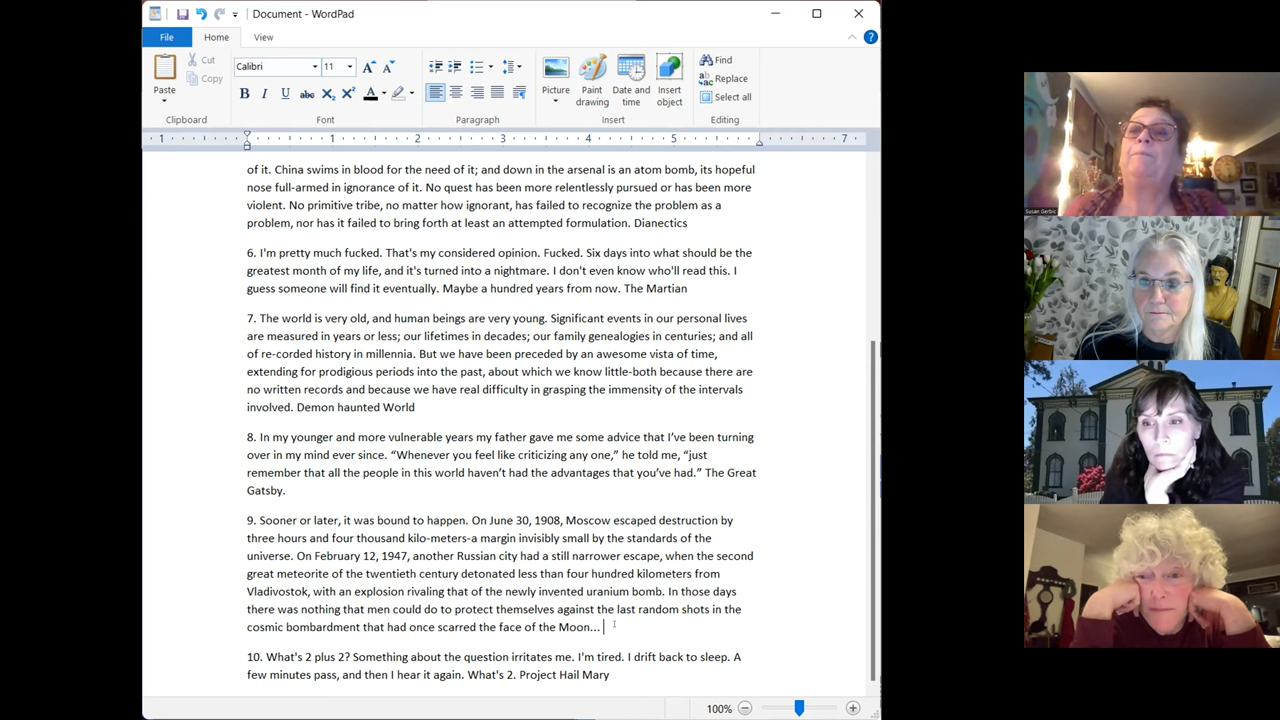 Document - WordPad
File
Home
View
Paste
Cut
Copy
Clipboard
Calibri
11
B I U abc X₂ X² A
Font
Paragraph
Picture
Paint drawing
Date and time
Insert object
Insert
Find
Replace
Select all
Editing
1 1 2 3 4 5 7
of it. China swims in blood for the need of it; and down in the arsenal is an atom bomb, its hopeful
nose full-armed in ignorance of it. No quest has been more relentlessly pursued or has been more
violent. No primitive tribe, no matter how ignorant, has failed to recognize the problem as a
problem, nor has it failed to bring forth at least an attempted formulation. Dianectics
6. I'm pretty much fucked. That's my considered opinion. Fucked. Six days into what should be the
greatest month of my life, and it's turned into a nightmare. I don't even know who'll read this. I
guess someone will find it eventually. Maybe a hundred years from now. The Martian
7. The world is very old, and human beings are very young. Significant events in our personal lives
are measured in years or less; our lifetimes in decades; our family genealogies in centuries; and all
of re-corded history in millennia. But we have been preceded by an awesome vista of time,
extending for prodigious periods into the past, about which we know little-both because there are
no written records and because we have real difficulty in grasping the immensity of the intervals
involved. Demon haunted World
8. In my younger and more vulnerable years my father gave me some advice that I’ve been turning
over in my mind ever since. “Whenever you feel like criticizing any one,” he told me, “just
remember that all the people in this world haven’t had the advantages that you’ve had.” The Great
Gatsby.
9. Sooner or later, it was bound to happen. On June 30, 1908, Moscow escaped destruction by
three hours and four thousand kilo-meters-a margin invisibly small by the standards of the
universe. On February 12, 1947, another Russian city had a still narrower escape, when the second
great meteorite of the twentieth century detonated less than four hundred kilometers from
Vladivostok, with an explosion rivaling that of the newly invented uranium bomb. In those days
there was nothing that men could do to protect themselves against the last random shots in the
cosmic bombardment that had once scarred the face of the Moon...
10. What's 2 plus 2? Something about the question irritates me. I'm tired. I drift back to sleep. A
few minutes pass, and then I hear it again. What's 2. Project Hail Mary
100%
Susan Gerbic